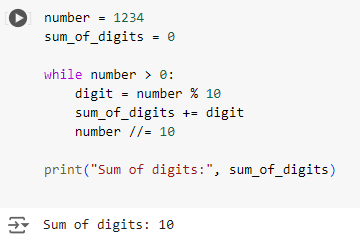 number = 1234
sum_of_digits = 0
while number > 0:
    digit = number % 10
    sum_of_digits += digit
    number //= 10
print("Sum of digits:", sum_of_digits)
Sum of digits: 10